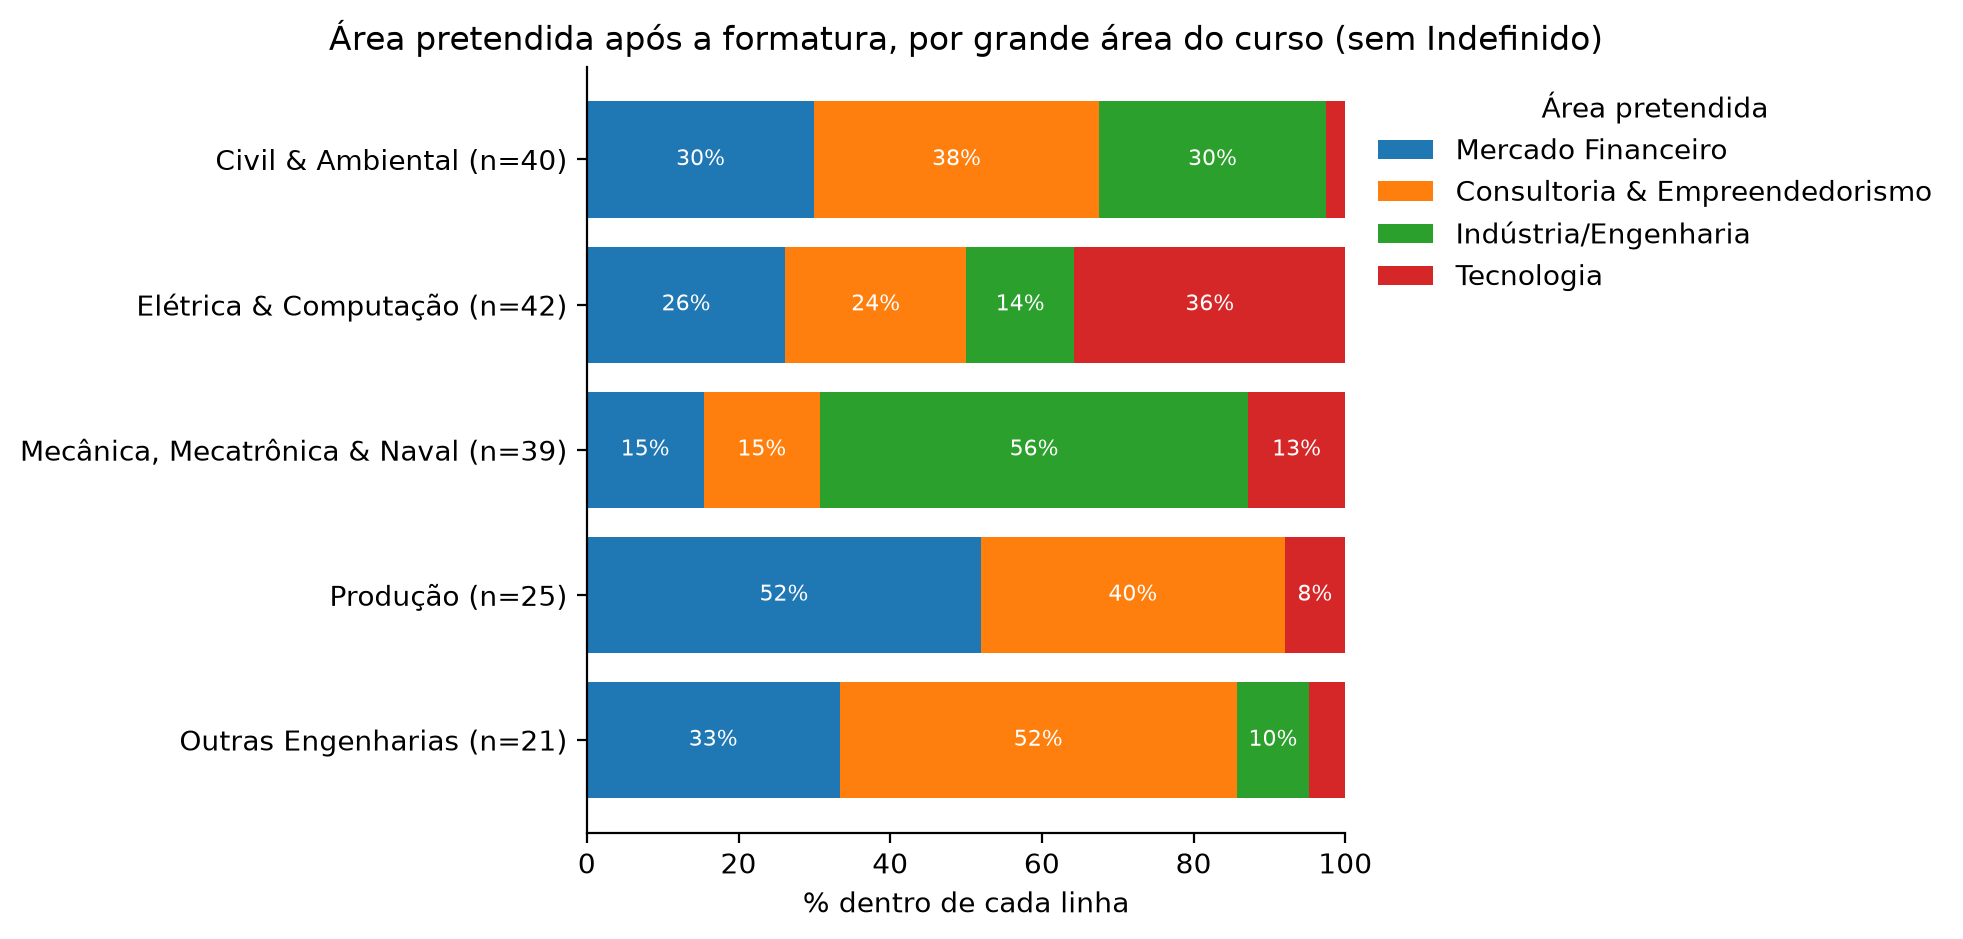 Área pretendida após a formatura, por grande área do curso (sem Indefinido)
Área pretendida
Mercado Financeiro
Consultoria & Empreendedorismo
Indústria/Engenharia
Tecnologia
Civil & Ambiental (n=40)
30% 38% 30%
Elétrica & Computação (n=42)
26% 24% 14% 36%
Mecânica, Mecatrônica & Naval (n=39)
15% 15% 56% 13%
Produção (n=25)
52% 40% 8%
Outras Engenharias (n=21)
33% 52% 10%
0 20 40 60 80 100
% dentro de cada linha